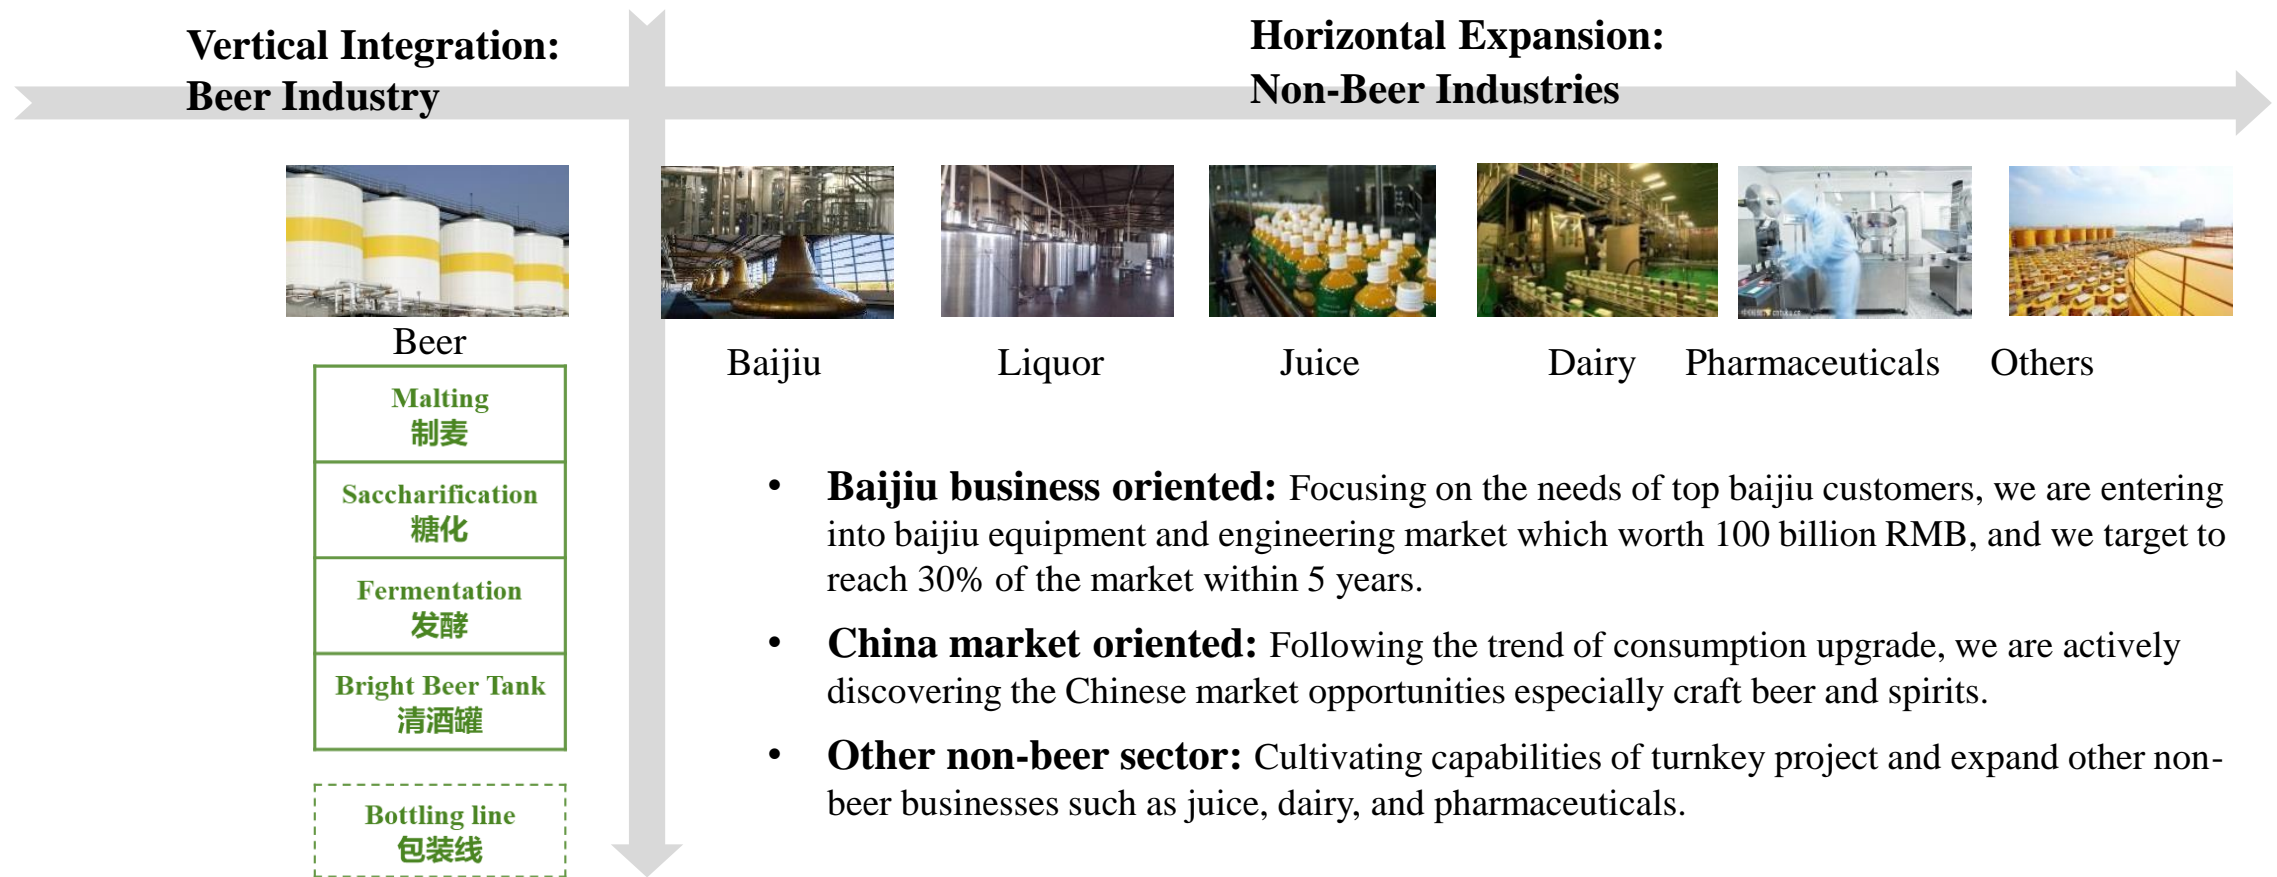 Vertical Integration:
Beer Industry
Horizontal Expansion:
Non-Beer Industries
Beer
Malting
制麦
Saccharification
糖化
Fermentation
发酵
Bright Beer Tank
清酒罐
Bottling line
包装线
Baijiu
Liquor
Juice
Dairy
Pharmaceuticals
Others
• Baijiu business oriented: Focusing on the needs of top baijiu customers, we are entering
into baijiu equipment and engineering market which worth 100 billion RMB, and we target to
reach 30% of the market within 5 years.
• China market oriented: Following the trend of consumption upgrade, we are actively
discovering the Chinese market opportunities especially craft beer and spirits.
• Other non-beer sector: Cultivating capabilities of turnkey project and expand other non-
beer businesses such as juice, dairy, and pharmaceuticals.